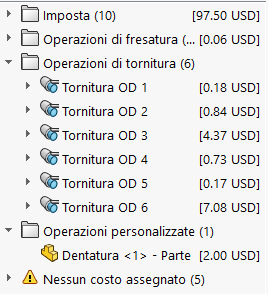 Imposta (10) [97.50 USD]
Operazioni di fresatura (... [0.06 USD]
Operazioni di tornitura (6)
Tornitura OD 1 [0.18 USD]
Tornitura OD 2 [0.84 USD]
Tornitura OD 3 [4.37 USD]
Tornitura OD 4 [0.73 USD]
Tornitura OD 5 [0.17 USD]
Tornitura OD 6 [7.08 USD]
Operazioni personalizzate (1)
Dentatura <1> - Parte [2.00 USD]
Nessun costo assegnato (5)